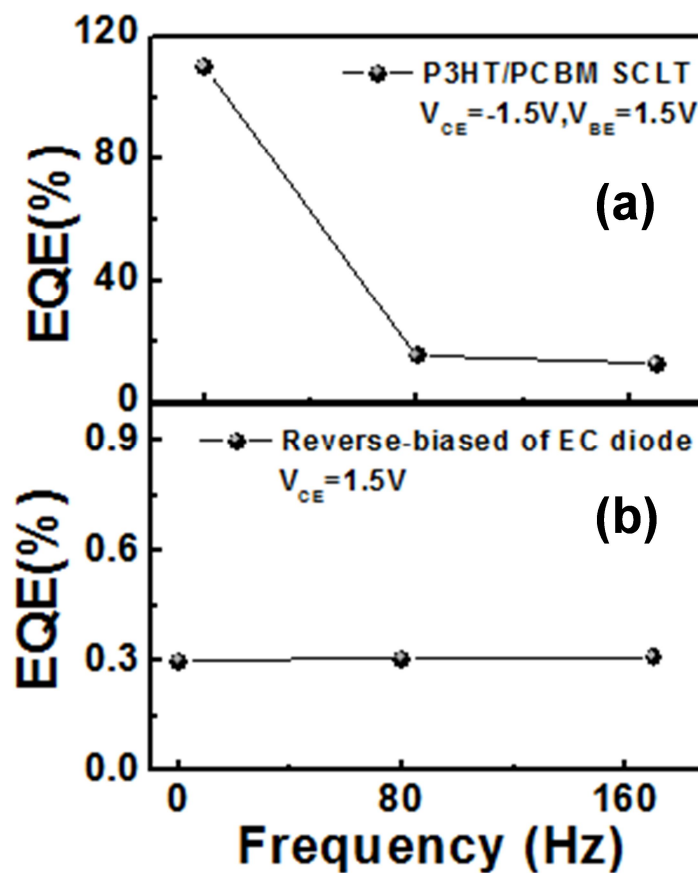 120
P3HT/PCBM SCLT
VCE=-1.5V,VBE=1.5V
80
(a)
EQE(%)
40
0
0.9
Reverse-biased of EC diode
VCE=1.5V
(b)
0.6
EQE(%)
0.3
0.0
0 80 160
Frequency (Hz)